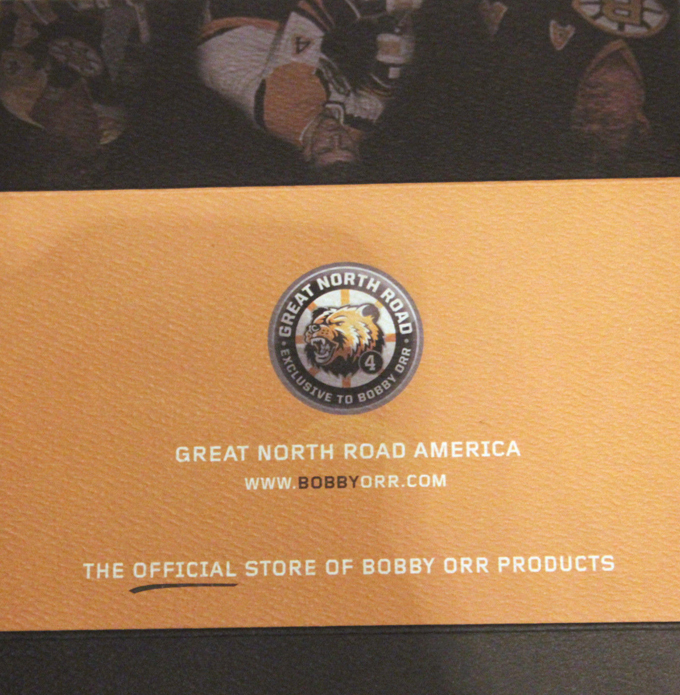 GREAT NORTH ROAD
4
EXCLUSIVE TO BOBBY ORR
GREAT NORTH ROAD AMERICA
WWW.BOBBYORR.COM
THE OFFICIAL STORE OF BOBBY ORR PRODUCTS